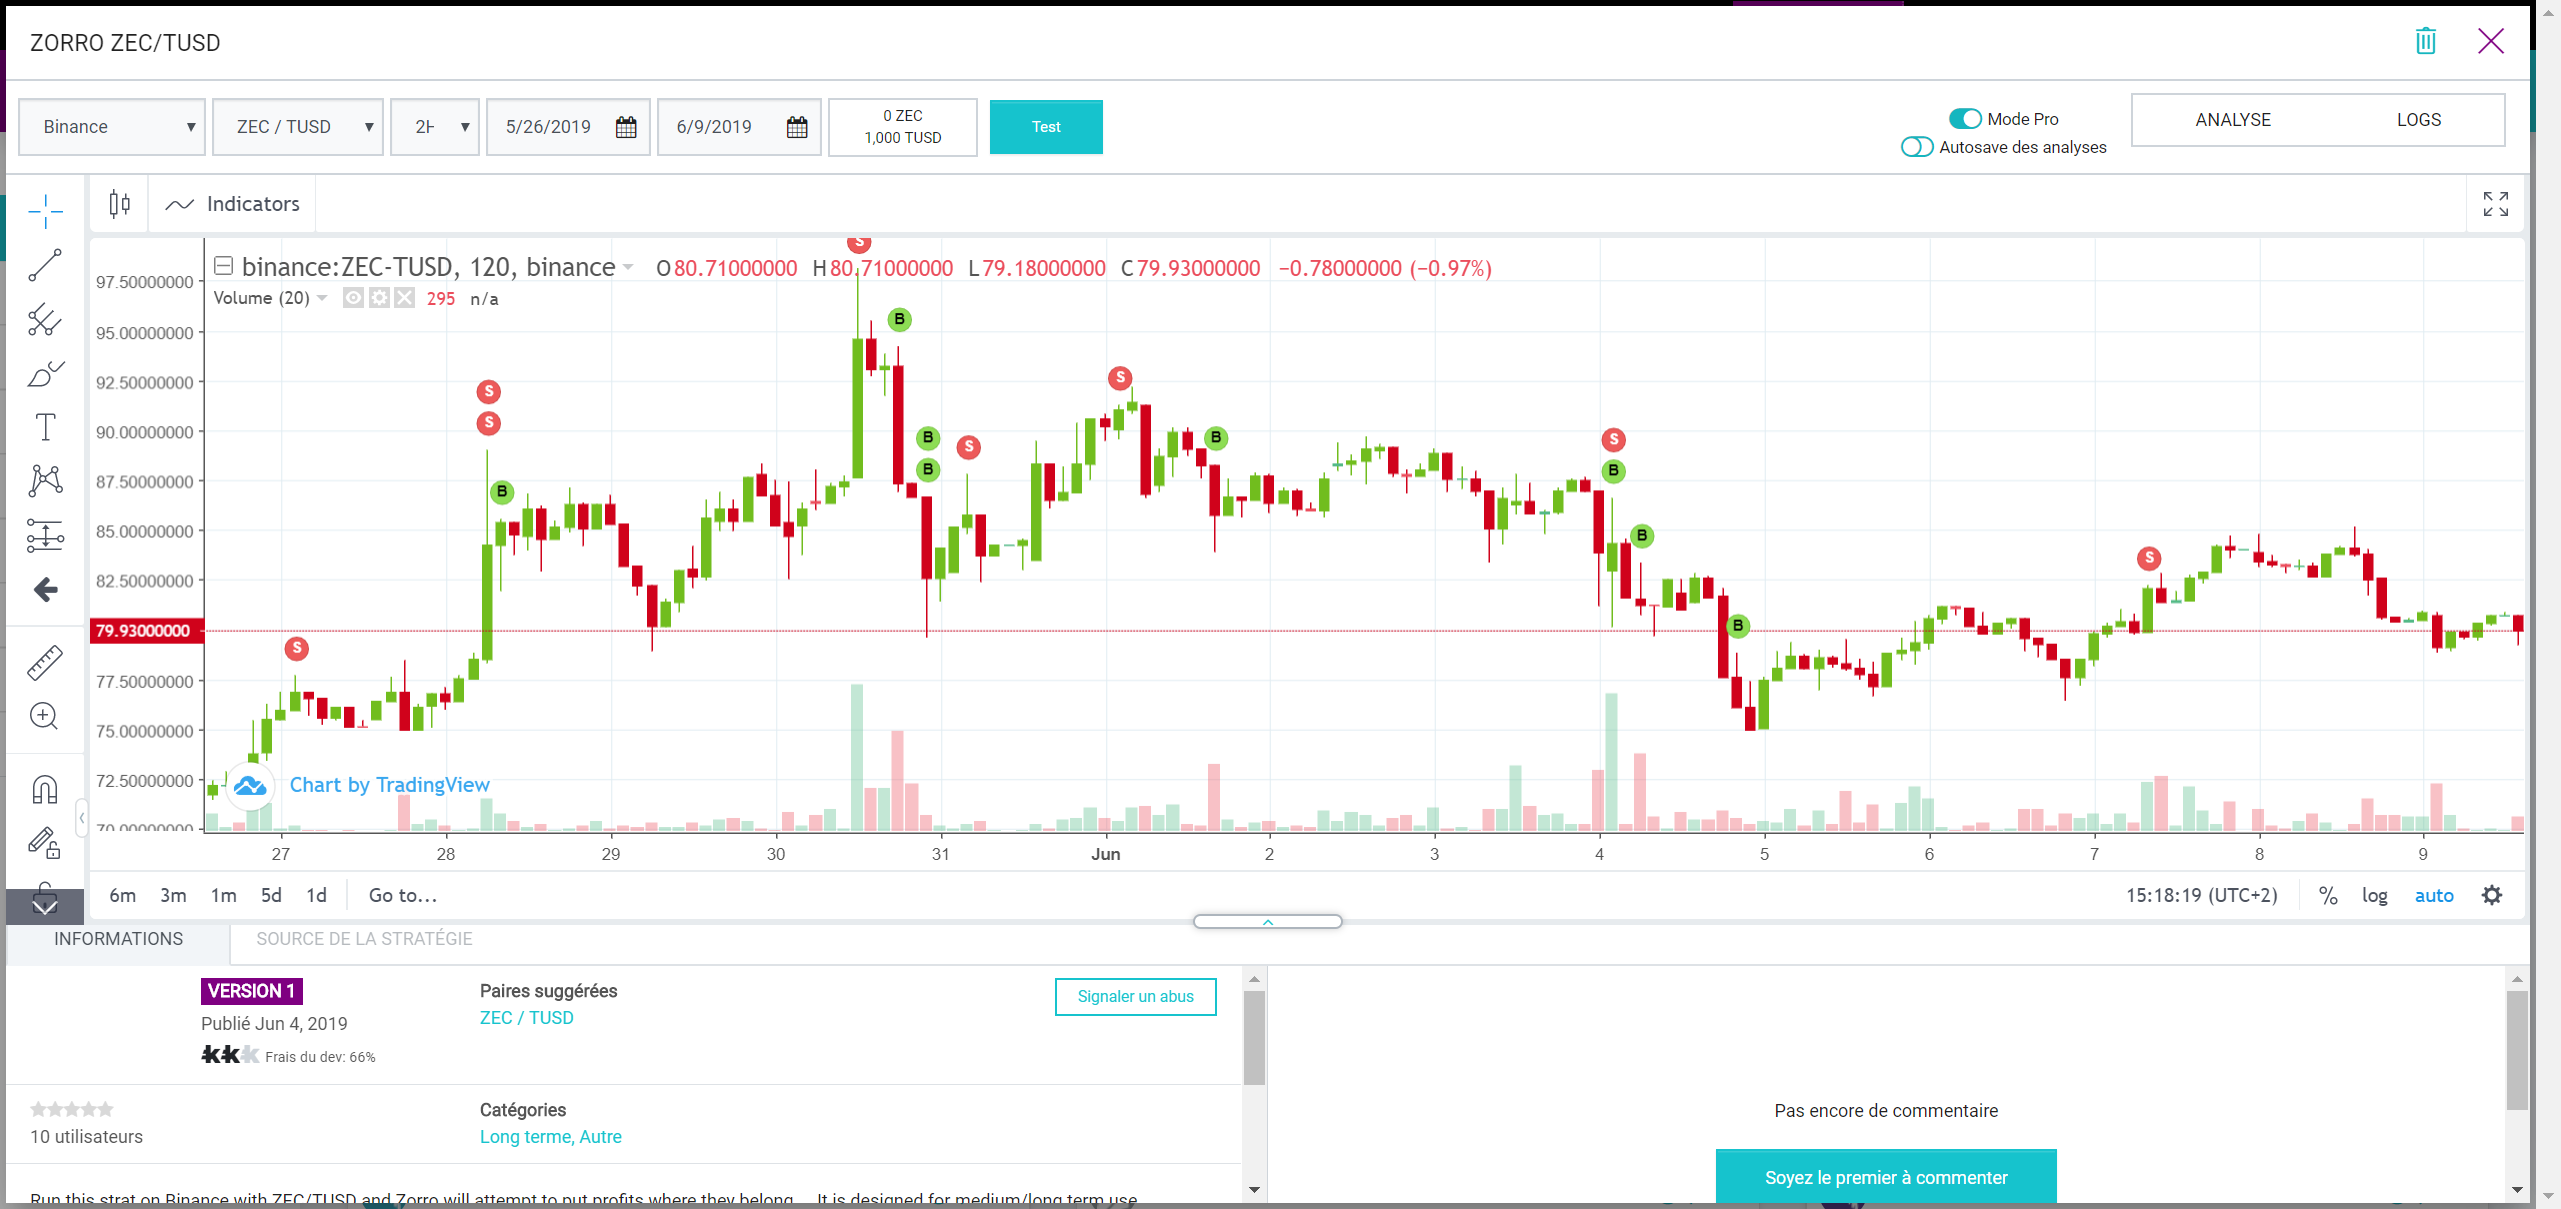 ZORRO ZEC/TUSD
Binance ZEC / TUSD 2H 5/26/2019 6/9/2019 0 ZEC 1,000 TUSD Test
Mode Pro
Autosave des analyses
ANALYSE LOGS
Indicators
binance:ZEC-TUSD, 120, binance O80.71000000 H80.71000000 L79.18000000 C79.93000000 −0.78000000 (−0.97%)
Volume (20) 295 n/a
97.50000000
95.00000000
92.50000000
90.00000000
87.50000000
85.00000000
82.50000000
79.93000000
77.50000000
75.00000000
72.50000000
70.00000000
S
B
S
S
B
B
B
S
S
B
S
S
B
B
B
S
Chart by TradingView
27 28 29 30 31 Jun 2 3 4 5 6 7 8 9
6m 3m 1m 5d 1d Go to... 15:18:19 (UTC+2) % log auto
INFORMATIONS SOURCE DE LA STRATÉGIE
VERSION 1
Publié Jun 4, 2019
Frais du dev: 66%
Paires suggérées
ZEC / TUSD
Signaler un abus
10 utilisateurs
Catégories
Long terme, Autre
Run this strat on Binance with ZEC/TUSD and Zorro will attempt to put profits where they belong... It is designed for medium/long term use
Pas encore de commentaire
Soyez le premier à commenter